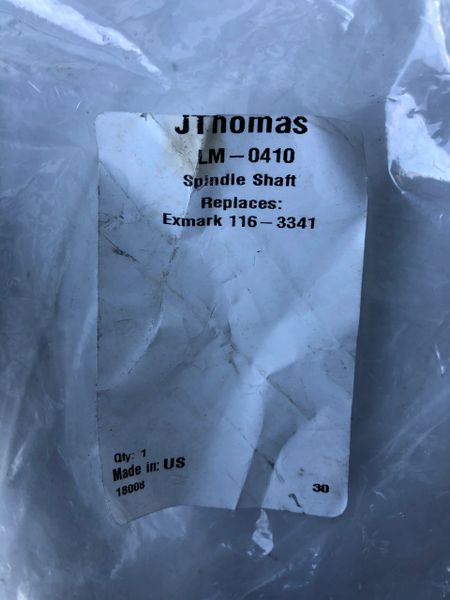 JThomas
LM-0410
Spindle Shaft
Replaces:
Exmark 116-3341
Qty: 1
Made in: US
18008
30